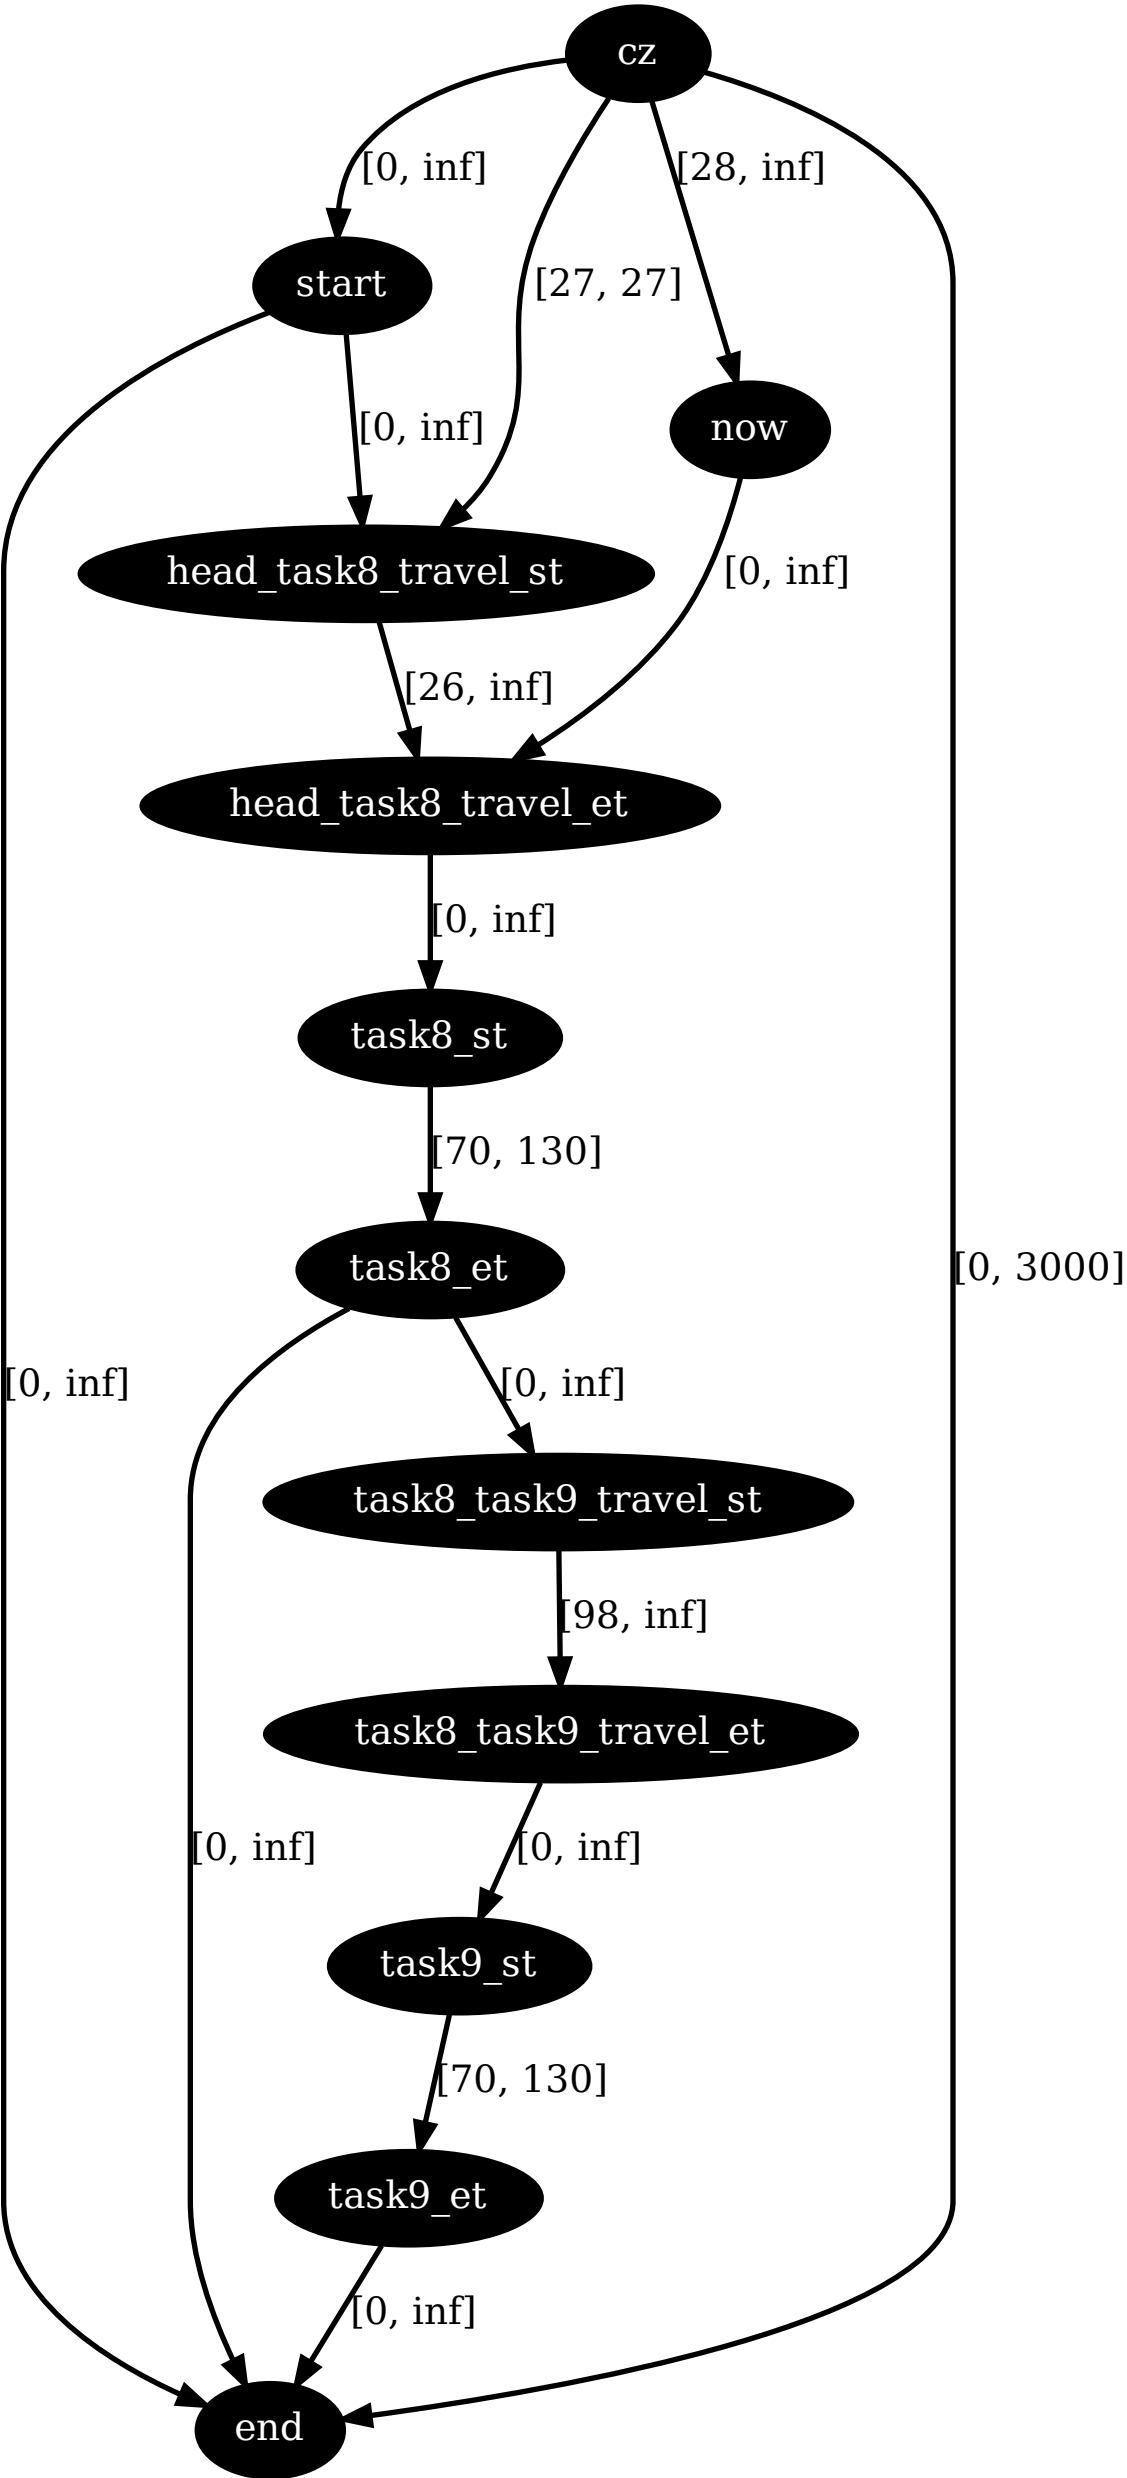 cz
[0, inf]
[28, inf]
start
[27, 27]
[0, inf]
now
head_task8_travel_st
[0, inf]
[26, inf]
head_task8_travel_et
[0, inf]
task8_st
[70, 130]
task8_et
[0, 3000]
[0, inf]
[0, inf]
task8_task9_travel_st
[98, inf]
task8_task9_travel_et
[0, inf]
[0, inf]
task9_st
[70, 130]
task9_et
[0, inf]
end